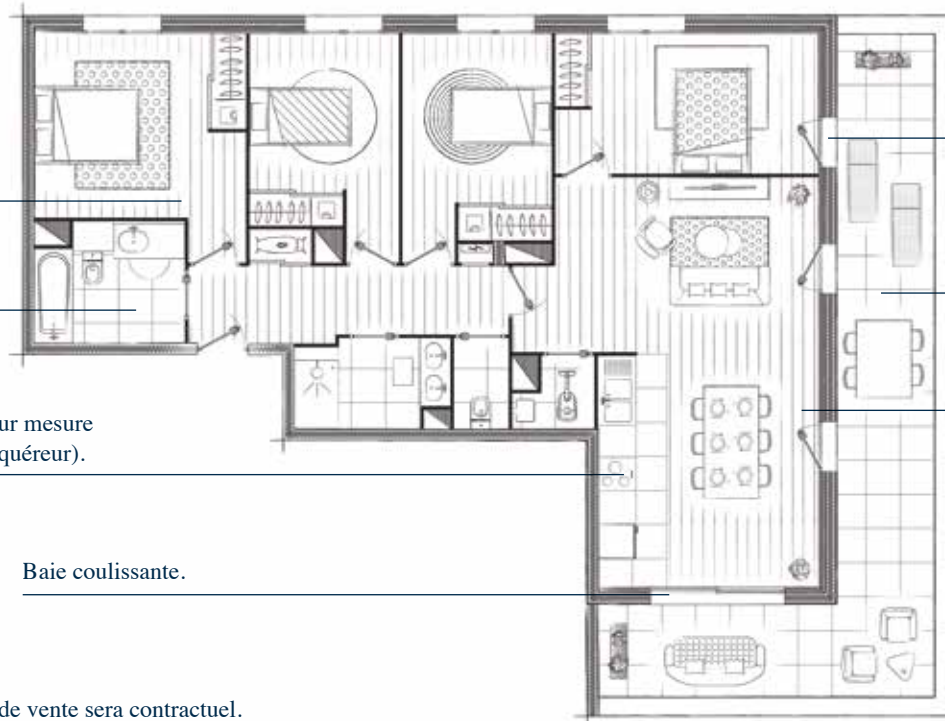 ur mesure
quéreur).
Baie coulissante.
de vente sera contractuel.